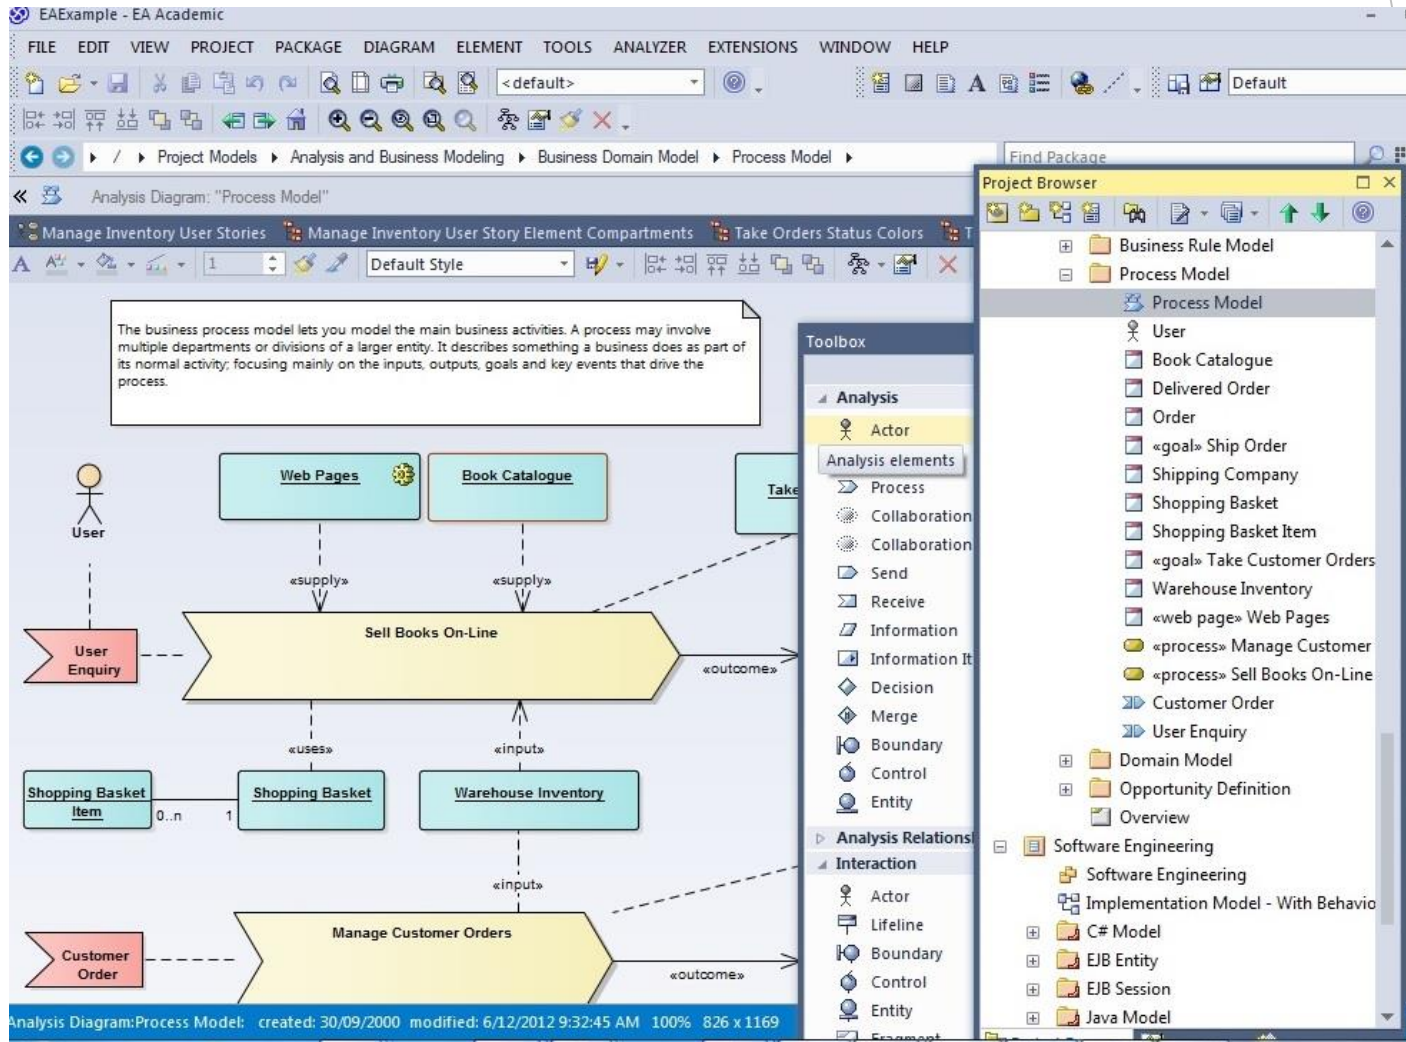 EAExample - EA Academic
FILE EDIT VIEW PROJECT PACKAGE DIAGRAM ELEMENT TOOLS ANALYZER EXTENSIONS WINDOW HELP
<default>
Default
/ Project Models Analysis and Business Modeling Business Domain Model Process Model
Find Package
Analysis Diagram: "Process Model"
Manage Inventory User Stories Manage Inventory User Story Element Compartments Take Orders Status Colors T
1 Default Style
The business process model lets you model the main business activities. A process may involve
multiple departments or divisions of a larger entity. It describes something a business does as part of
its normal activity; focusing mainly on the inputs, outputs, goals and key events that drive the
process.
User
Web Pages
Book Catalogue
Take
«supply»
«supply»
User
Enquiry
Sell Books On-Line
«outcome»
«uses»
«input»
Shopping Basket
Item
0..n
1
Shopping Basket
Warehouse Inventory
«input»
Customer
Order
Manage Customer Orders
«outcome»
Analysis Diagram:Process Model: created: 30/09/2000 modified: 6/12/2012 9:32:45 AM 100% 826 x 1169
Toolbox
Analysis
Actor
Analysis elements
Process
Collaboration
Collaboration
Send
Receive
Information
Information It
Decision
Merge
Boundary
Control
Entity
Analysis Relations
Interaction
Actor
Lifeline
Boundary
Control
Entity
Fragment
Project Browser
Business Rule Model
Process Model
Process Model
User
Book Catalogue
Delivered Order
Order
«goal» Ship Order
Shipping Company
Shopping Basket
Shopping Basket Item
«goal» Take Customer Orders
Warehouse Inventory
«web page» Web Pages
«process» Manage Customer
«process» Sell Books On-Line
Customer Order
User Enquiry
Domain Model
Opportunity Definition
Overview
Software Engineering
Software Engineering
Implementation Model - With Behavio
C# Model
EJB Entity
EJB Session
Java Model